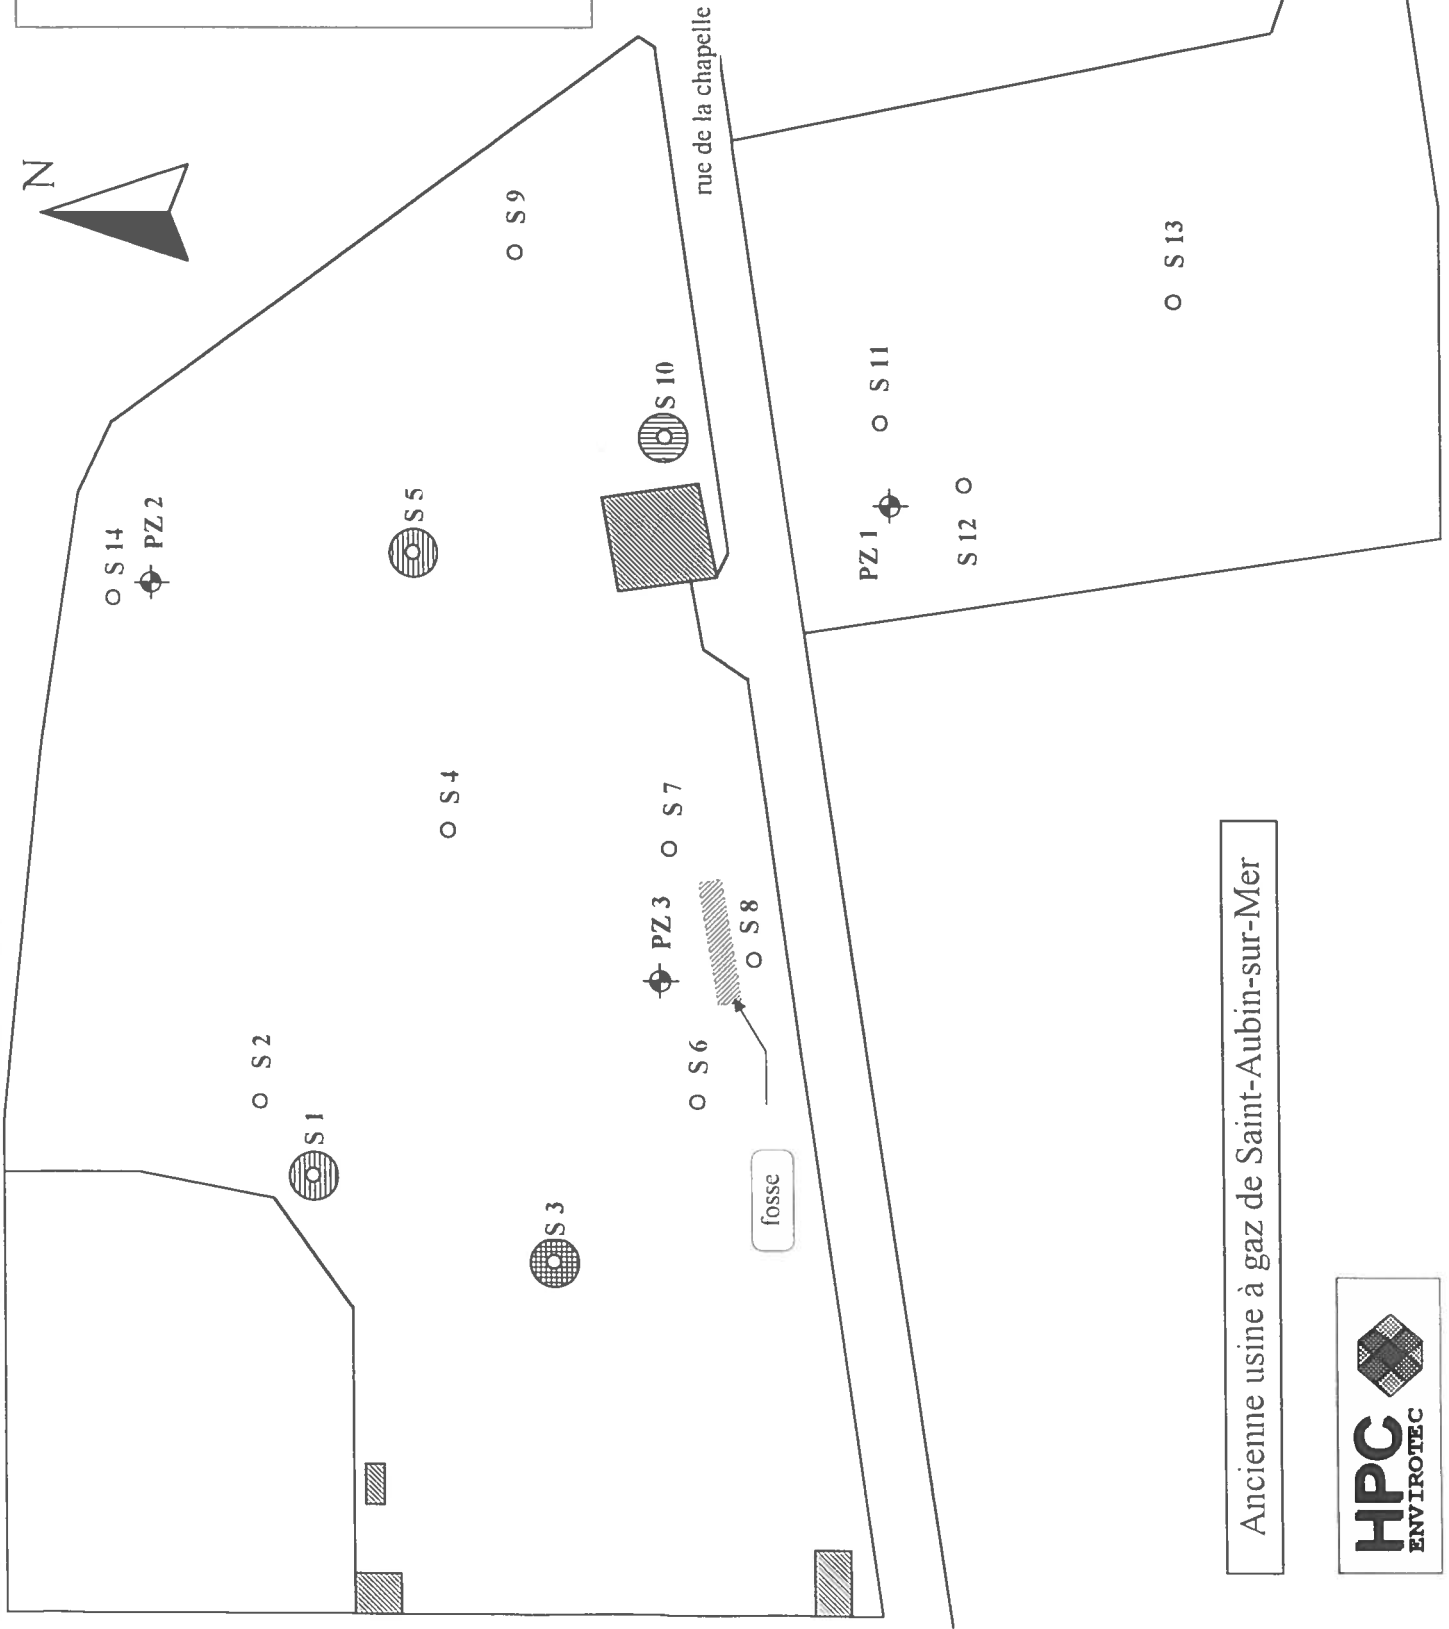 N
rue de la chapelle
S 9
S 14
PZ 2
S 5
S 10
S 11
PZ 1
S 12
S 13
S 4
S 7
PZ 3
S 8
S 2
S 1
S 6
S 3
fosse
Ancienne usine à gaz de Saint-Aubin-sur-Mer
HPC
ENVIROTEC